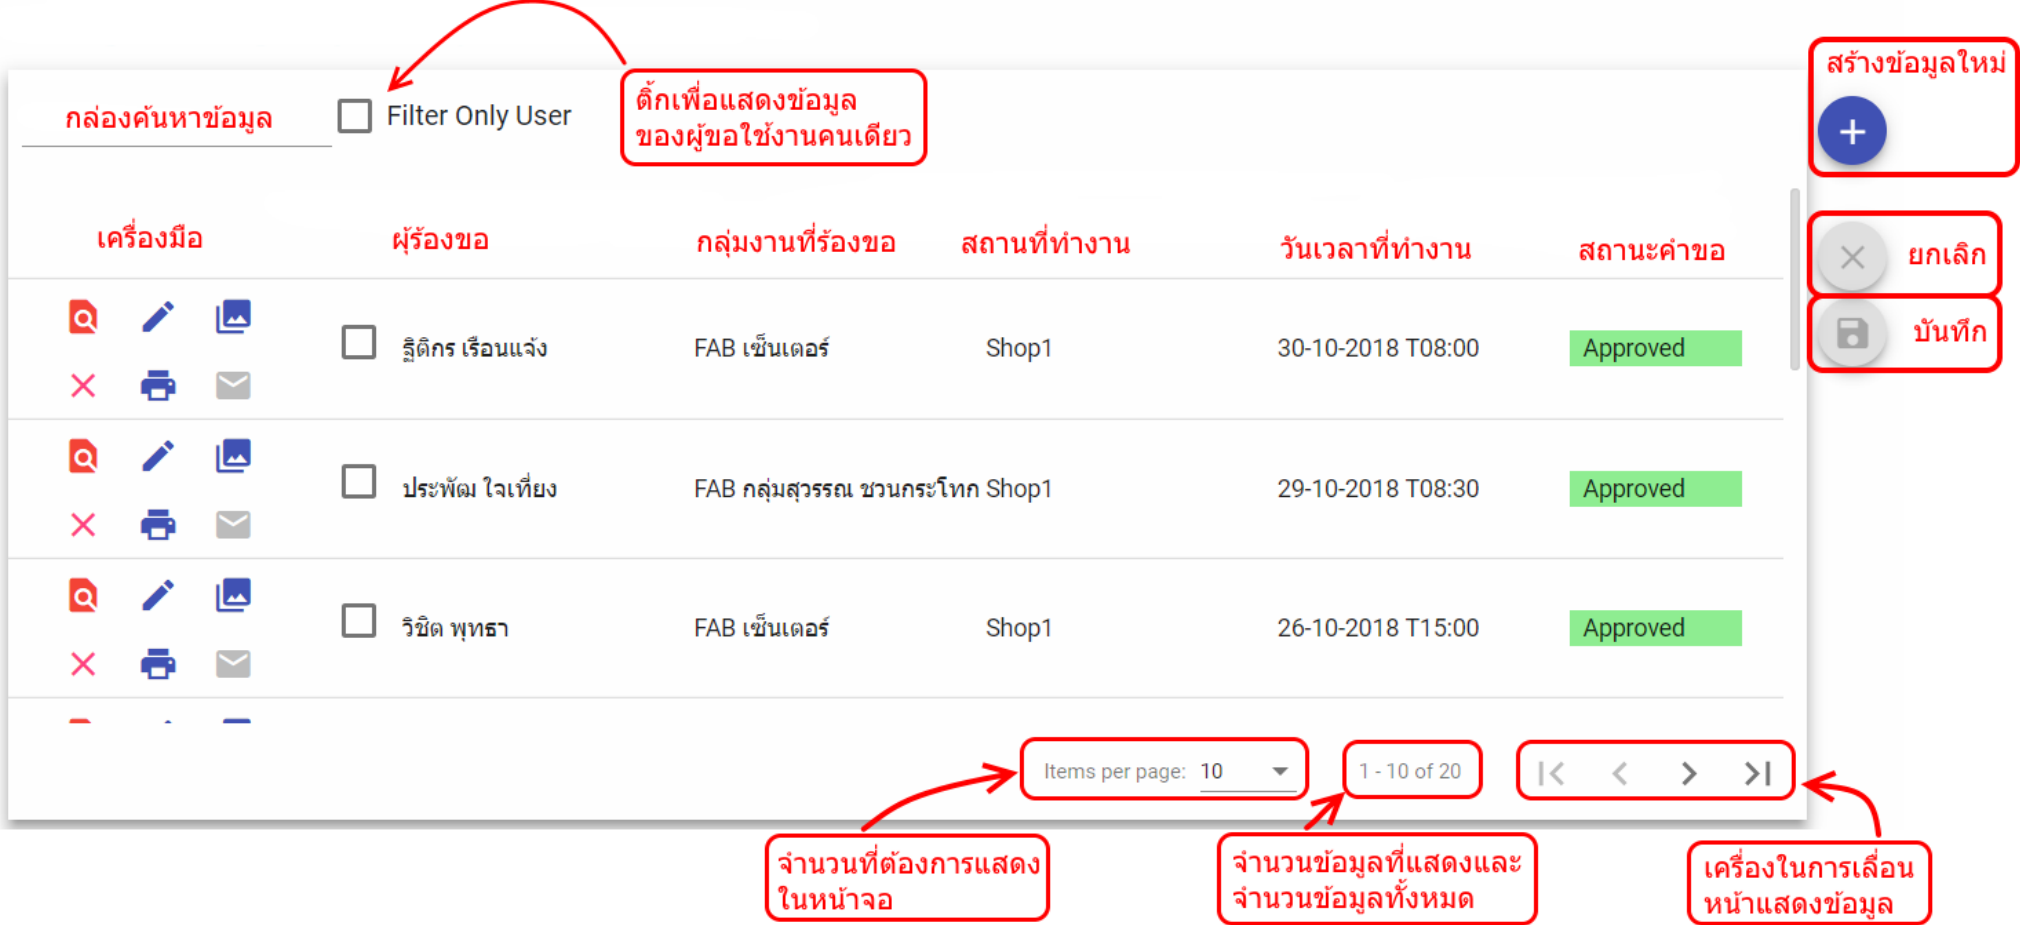 สร้างข้อมูลใหม่
กล่องค้นหาข้อมูล
Filter Only User
ติ้กเพื่อแสดงข้อมูล
ของผู้ขอใช้งานคนเดียว
เครื่องมือ ผุ้ร้องขอ กลุ่มงานที่ร้องขอ สถานที่ทำงาน วันเวลาที่ทำงาน สถานะคำขอ
ยกเลิก
บันทึก
ฐิติกร เรือนแจ้ง FAB เซ็นเตอร์ Shop1 30-10-2018 T08:00 Approved
ประพัฒ ใจเที่ยง FAB กลุ่มสุวรรณ ชวนกระโทก Shop1 29-10-2018 T08:30 Approved
วิชิต พุทธา FAB เซ็นเตอร์ Shop1 26-10-2018 T15:00 Approved
Items per page: 10 1 - 10 of 20
จำนวนที่ต้องการแสดง
ในหน้าจอ
จำนวนข้อมูลที่แสดงและ
จำนวนข้อมูลทั้งหมด
เครื่องในการเลื่อน
หน้าแสดงข้อมูล